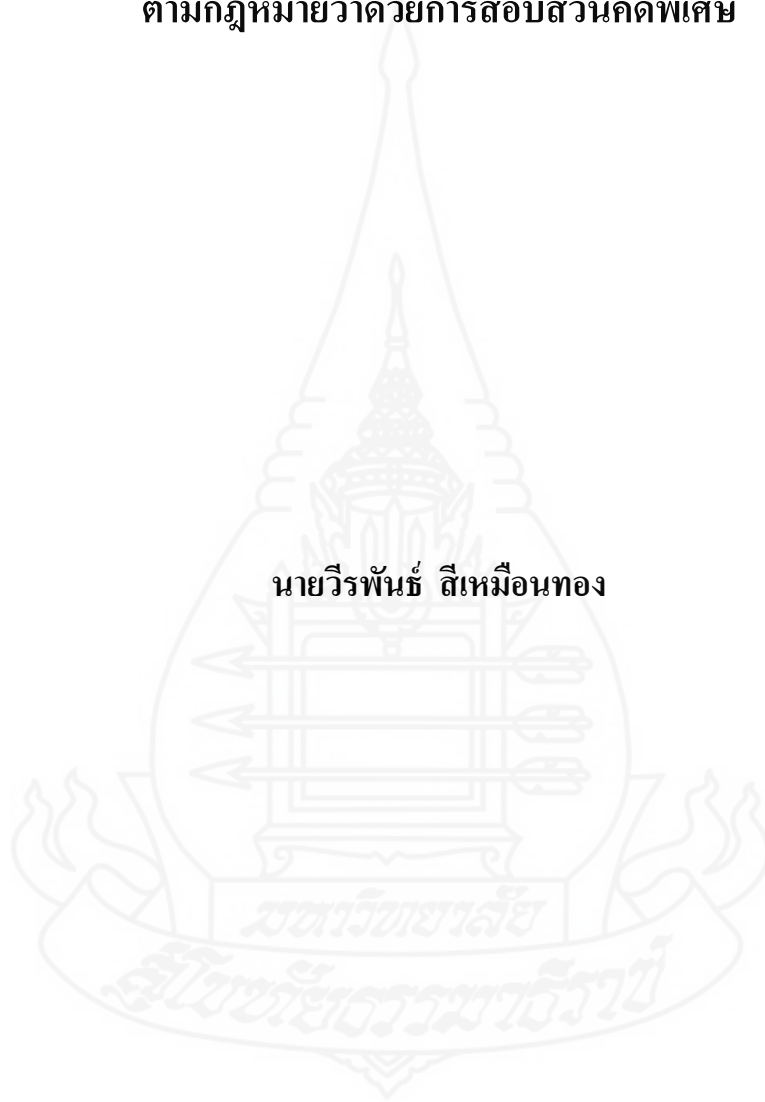 ตามกฎหมายว่าด้วยการสอบสวนคดีพิเศษ
นายวีรพันธ์ สีเหมือนทอง
มหาวิทยาลัย
สุโขทัยธรรมาธิราช